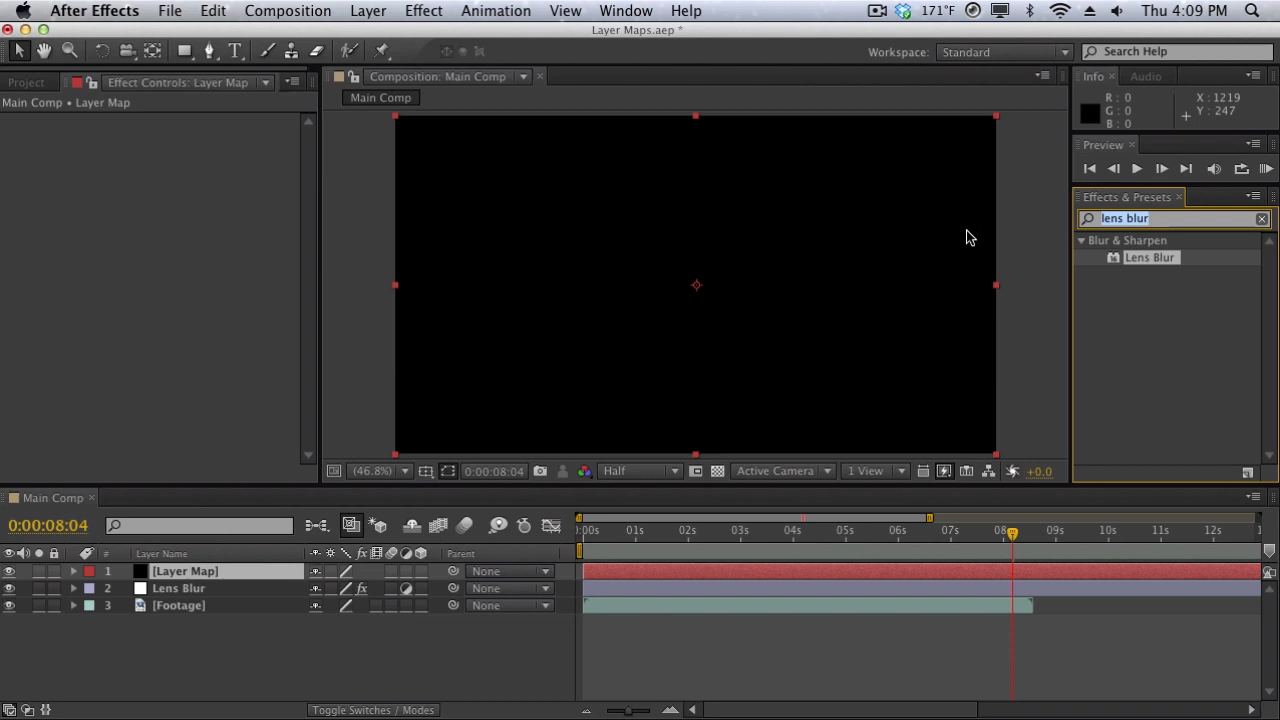 After Effects File Edit Composition Layer Effect Animation View Window Help 171°F Thu 4:09 PM
Layer Maps.aep *
Workspace: Standard Search Help
Project Effect Controls: Layer Map Composition: Main Comp Info Audio
Main Comp • Layer Map
Main Comp
R : 0 X : 1219
G : 0 Y : 247
B : 0
Preview
Effects & Presets
lens blur
Blur & Sharpen
Lens Blur
(46.8%) 0:00:08:04 Half Active Camera 1 View +0.0
Main Comp
0:00:08:04
:00s 01s 02s 03s 04s 05s 06s 07s 08s 09s 10s 11s 12s
# Layer Name fx Parent
1 [Layer Map] None
2 Lens Blur fx None
3 [Footage] None
Toggle Switches / Modes